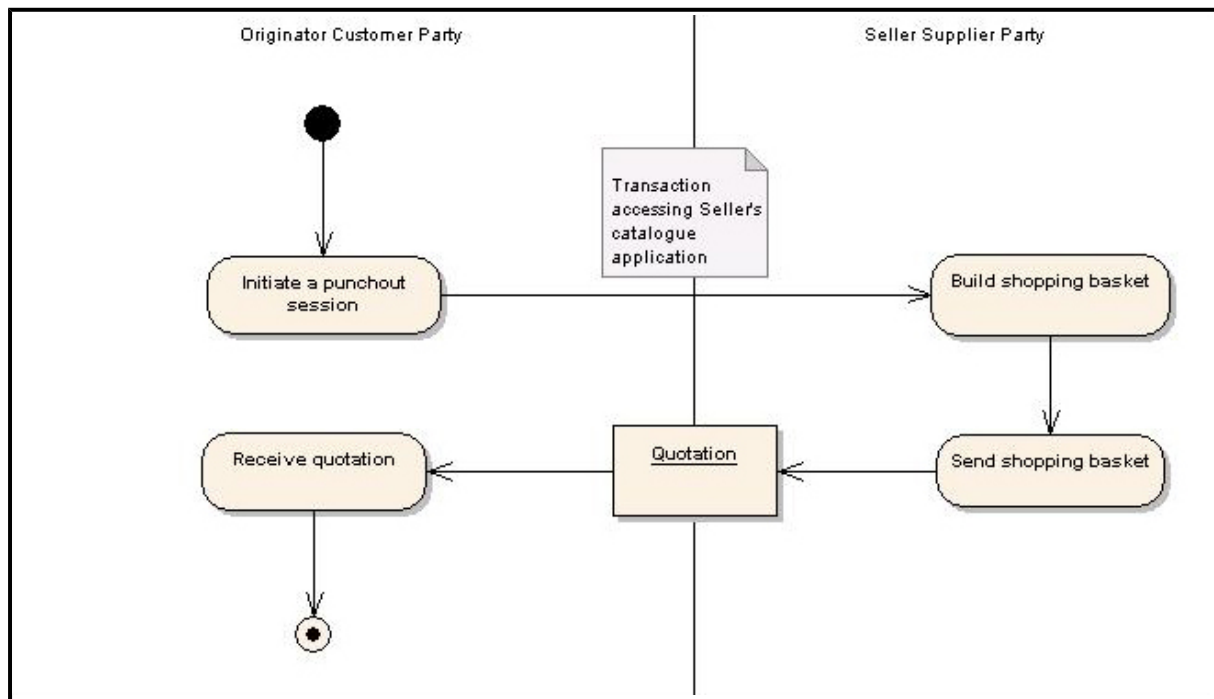 Originator Customer Party
Seller Supplier Party
Transaction
accessing Seller's
catalogue
application
Initiate a punchout
session
Build shopping basket
Receive quotation
Quotation
Send shopping basket